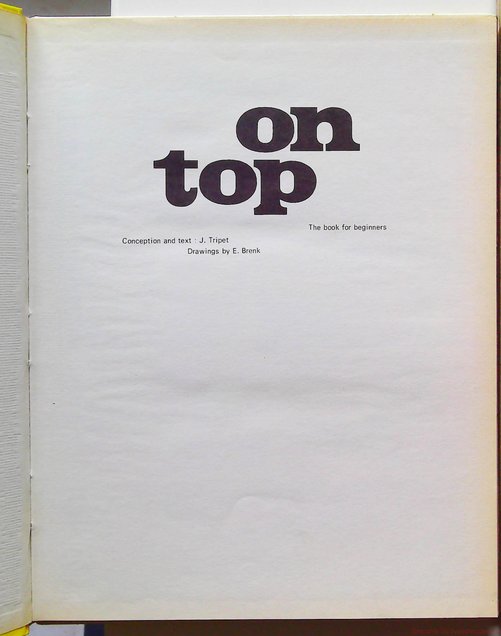 on
top
The book for beginners
Conception and text : J. Tripet
Drawings by E. Brenk